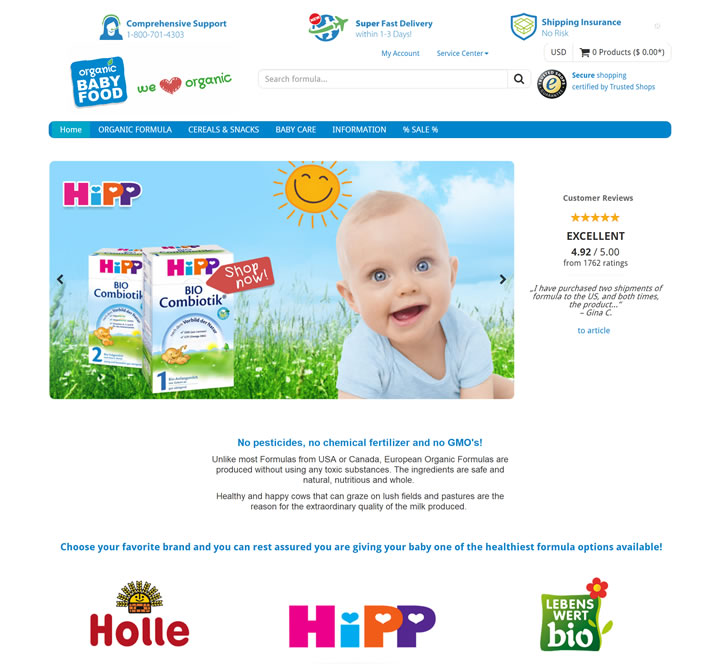 Comprehensive Support
1-800-701-4303
NEW
Super Fast Delivery
within 1-3 Days!
Shipping Insurance
No Risk
My Account
Service Center
USD
0 Products ($ 0.00*)
organic
BABY
FOOD
we organic
Search formula...
Secure shopping
certified by Trusted Shops
Home
ORGANIC FORMULA
CEREALS & SNACKS
BABY CARE
INFORMATION
% SALE %
HiPP
HiPP
BIO
Combiotik
2
HiPP
BIO
Combiotik®
Nach dem Vorbild der Natur
1
Shop
now!
Customer Reviews
EXCELLENT
4.92 / 5.00
from 1762 ratings
„I have purchased two shipments of
formula to the US, and both times,
the product...“
– Gina C.
to article
No pesticides, no chemical fertilizer and no GMO's!
Unlike most Formulas from USA or Canada, European Organic Formulas are
produced without using any toxic substances. The ingredients are safe and
natural, nutritious and whole.
Healthy and happy cows that can graze on lush fields and pastures are the
reason for the extraordinary quality of the milk produced.
Choose your favorite brand and you can rest assured you are giving your baby one of the healthiest formula options available!
Holle
HiPP
LEBENS
WERT
bio